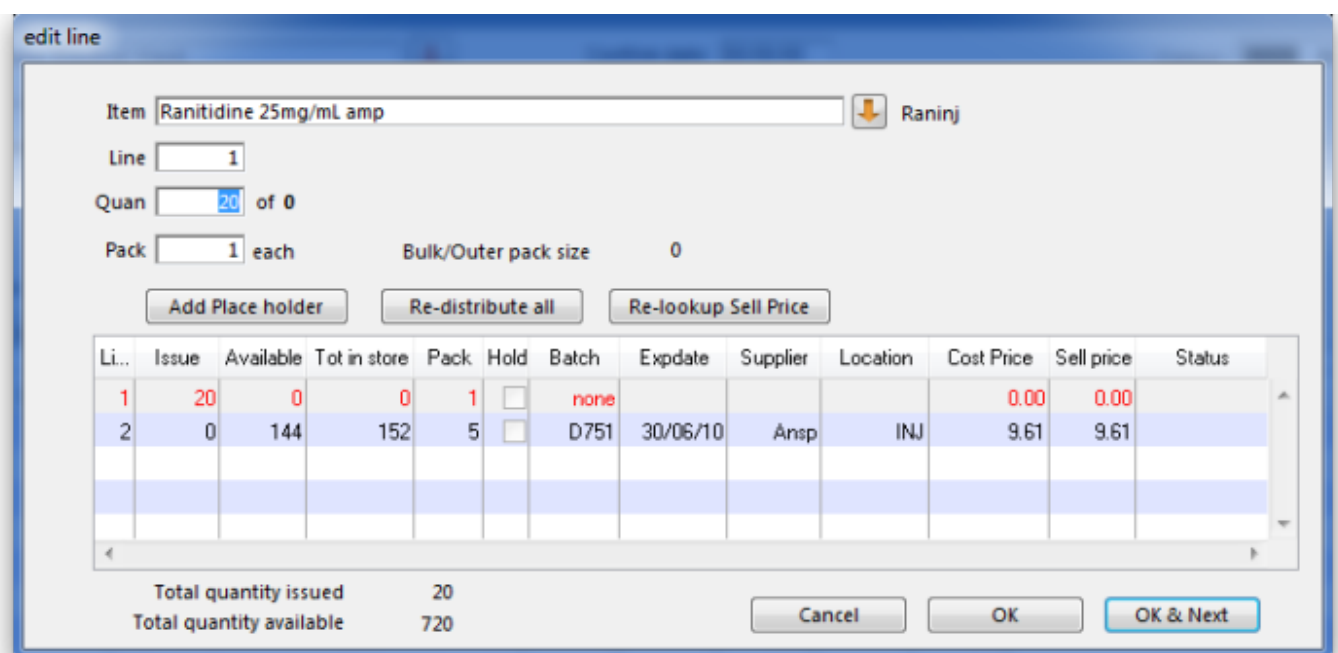 edit line
Item Ranitidine 25mg/mL amp Raninj
Line 1
Quan 20 of 0
Pack 1 each Bulk/Outer pack size 0
Add Place holder Re-distribute all Re-lookup Sell Price
Li... Issue Available Tot in store Pack Hold Batch Expdate Supplier Location Cost Price Sell price Status
1 20 0 0 1 none 0.00 0.00
2 0 144 152 5 D751 30/06/10 Ansp INJ 9.61 9.61
Total quantity issued 20
Total quantity available 720
Cancel OK OK & Next